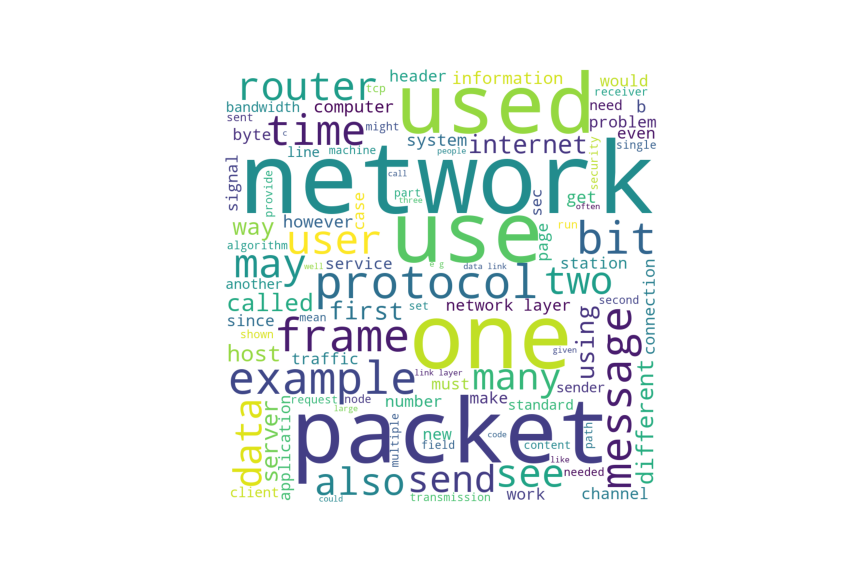 router
tcp
header
information
used
would
receiver
bandwidth
computer
need
b
sent
time
might
system
internet
problem
byte
c
even
line
machine
people
single
network
signal
provide
call
security
part
three
get
often
way
however
case
use
sec
page
run
bit
user
algorithm
may
well
service
e g
data link
station
another
protocol
two
called
first
set
network layer
second
connection
since
mean
shown
frame
one
using
message
host
traffic
given
example
link layer
must
many
sender
different
request
node
number
make
standard
large
packet
data
server
application
multiple
new
field
code
content
path
like
also
send
see
needed
client
could
transmission
work
channel